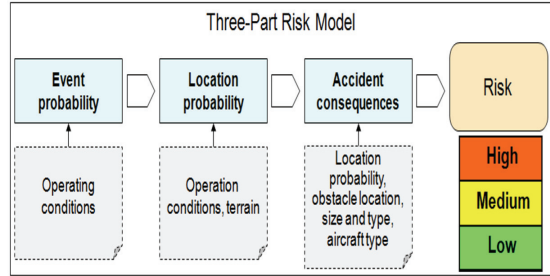 Three-Part Risk Model
Event
probability
Location
probability
Accident
consequences
Risk
Operating
conditions
Operation
conditions, terrain
Location
probability,
obstacle location,
size and type,
aircraft type
High
Medium
Low